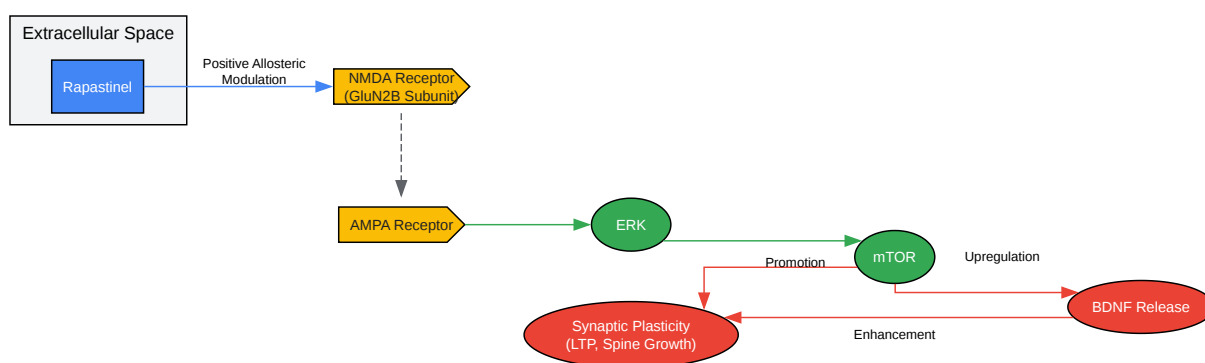 Extracellular Space
Rapastinel
Positive Allosteric
Modulation
NMDA Receptor
(GluN2B Subunit)
AMPA Receptor
ERK
mTOR
Promotion
Upregulation
BDNF Release
Synaptic Plasticity
(LTP, Spine Growth)
Enhancement